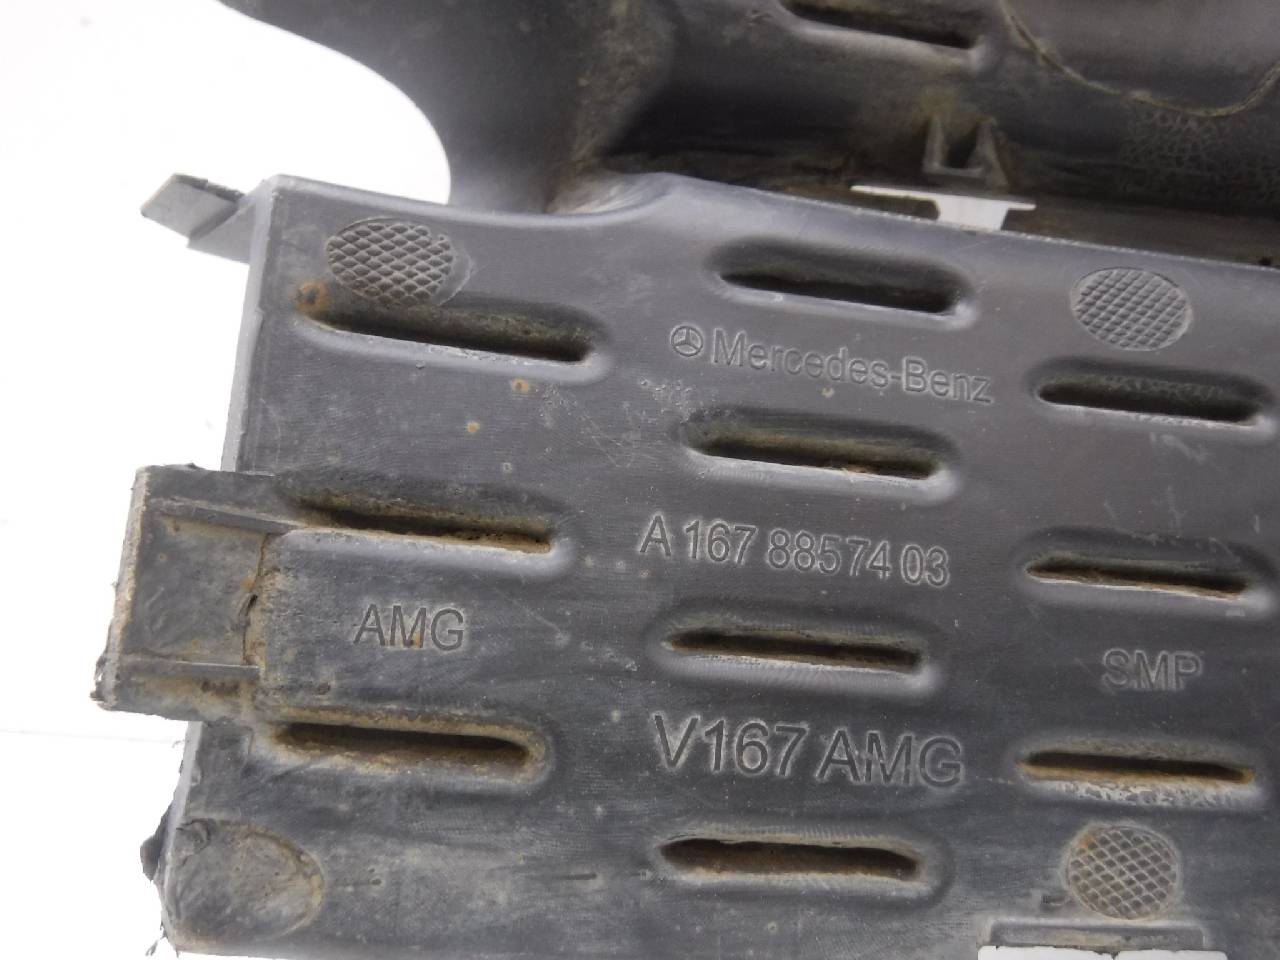 Mercedes-Benz
A 167 885 74 03
AMG
SMP
V167 AMG